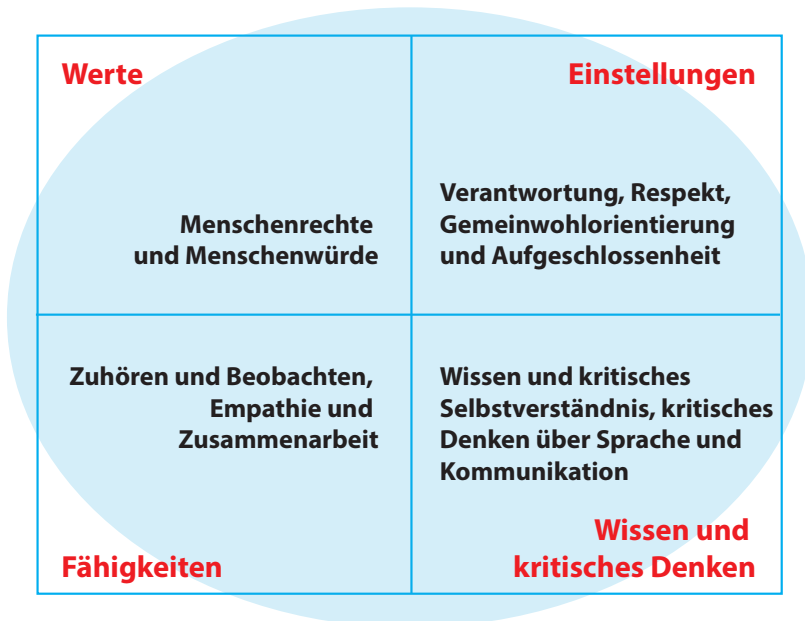 Werte
Einstellungen
Menschenrechte
und Menschenwürde
Verantwortung, Respekt,
Gemeinwohlorientierung
und Aufgeschlossenheit
Zuhören und Beobachten,
Empathie und
Zusammenarbeit
Wissen und kritisches
Selbstverständnis, kritisches
Denken über Sprache und
Kommunikation
Fähigkeiten
Wissen und
kritisches Denken